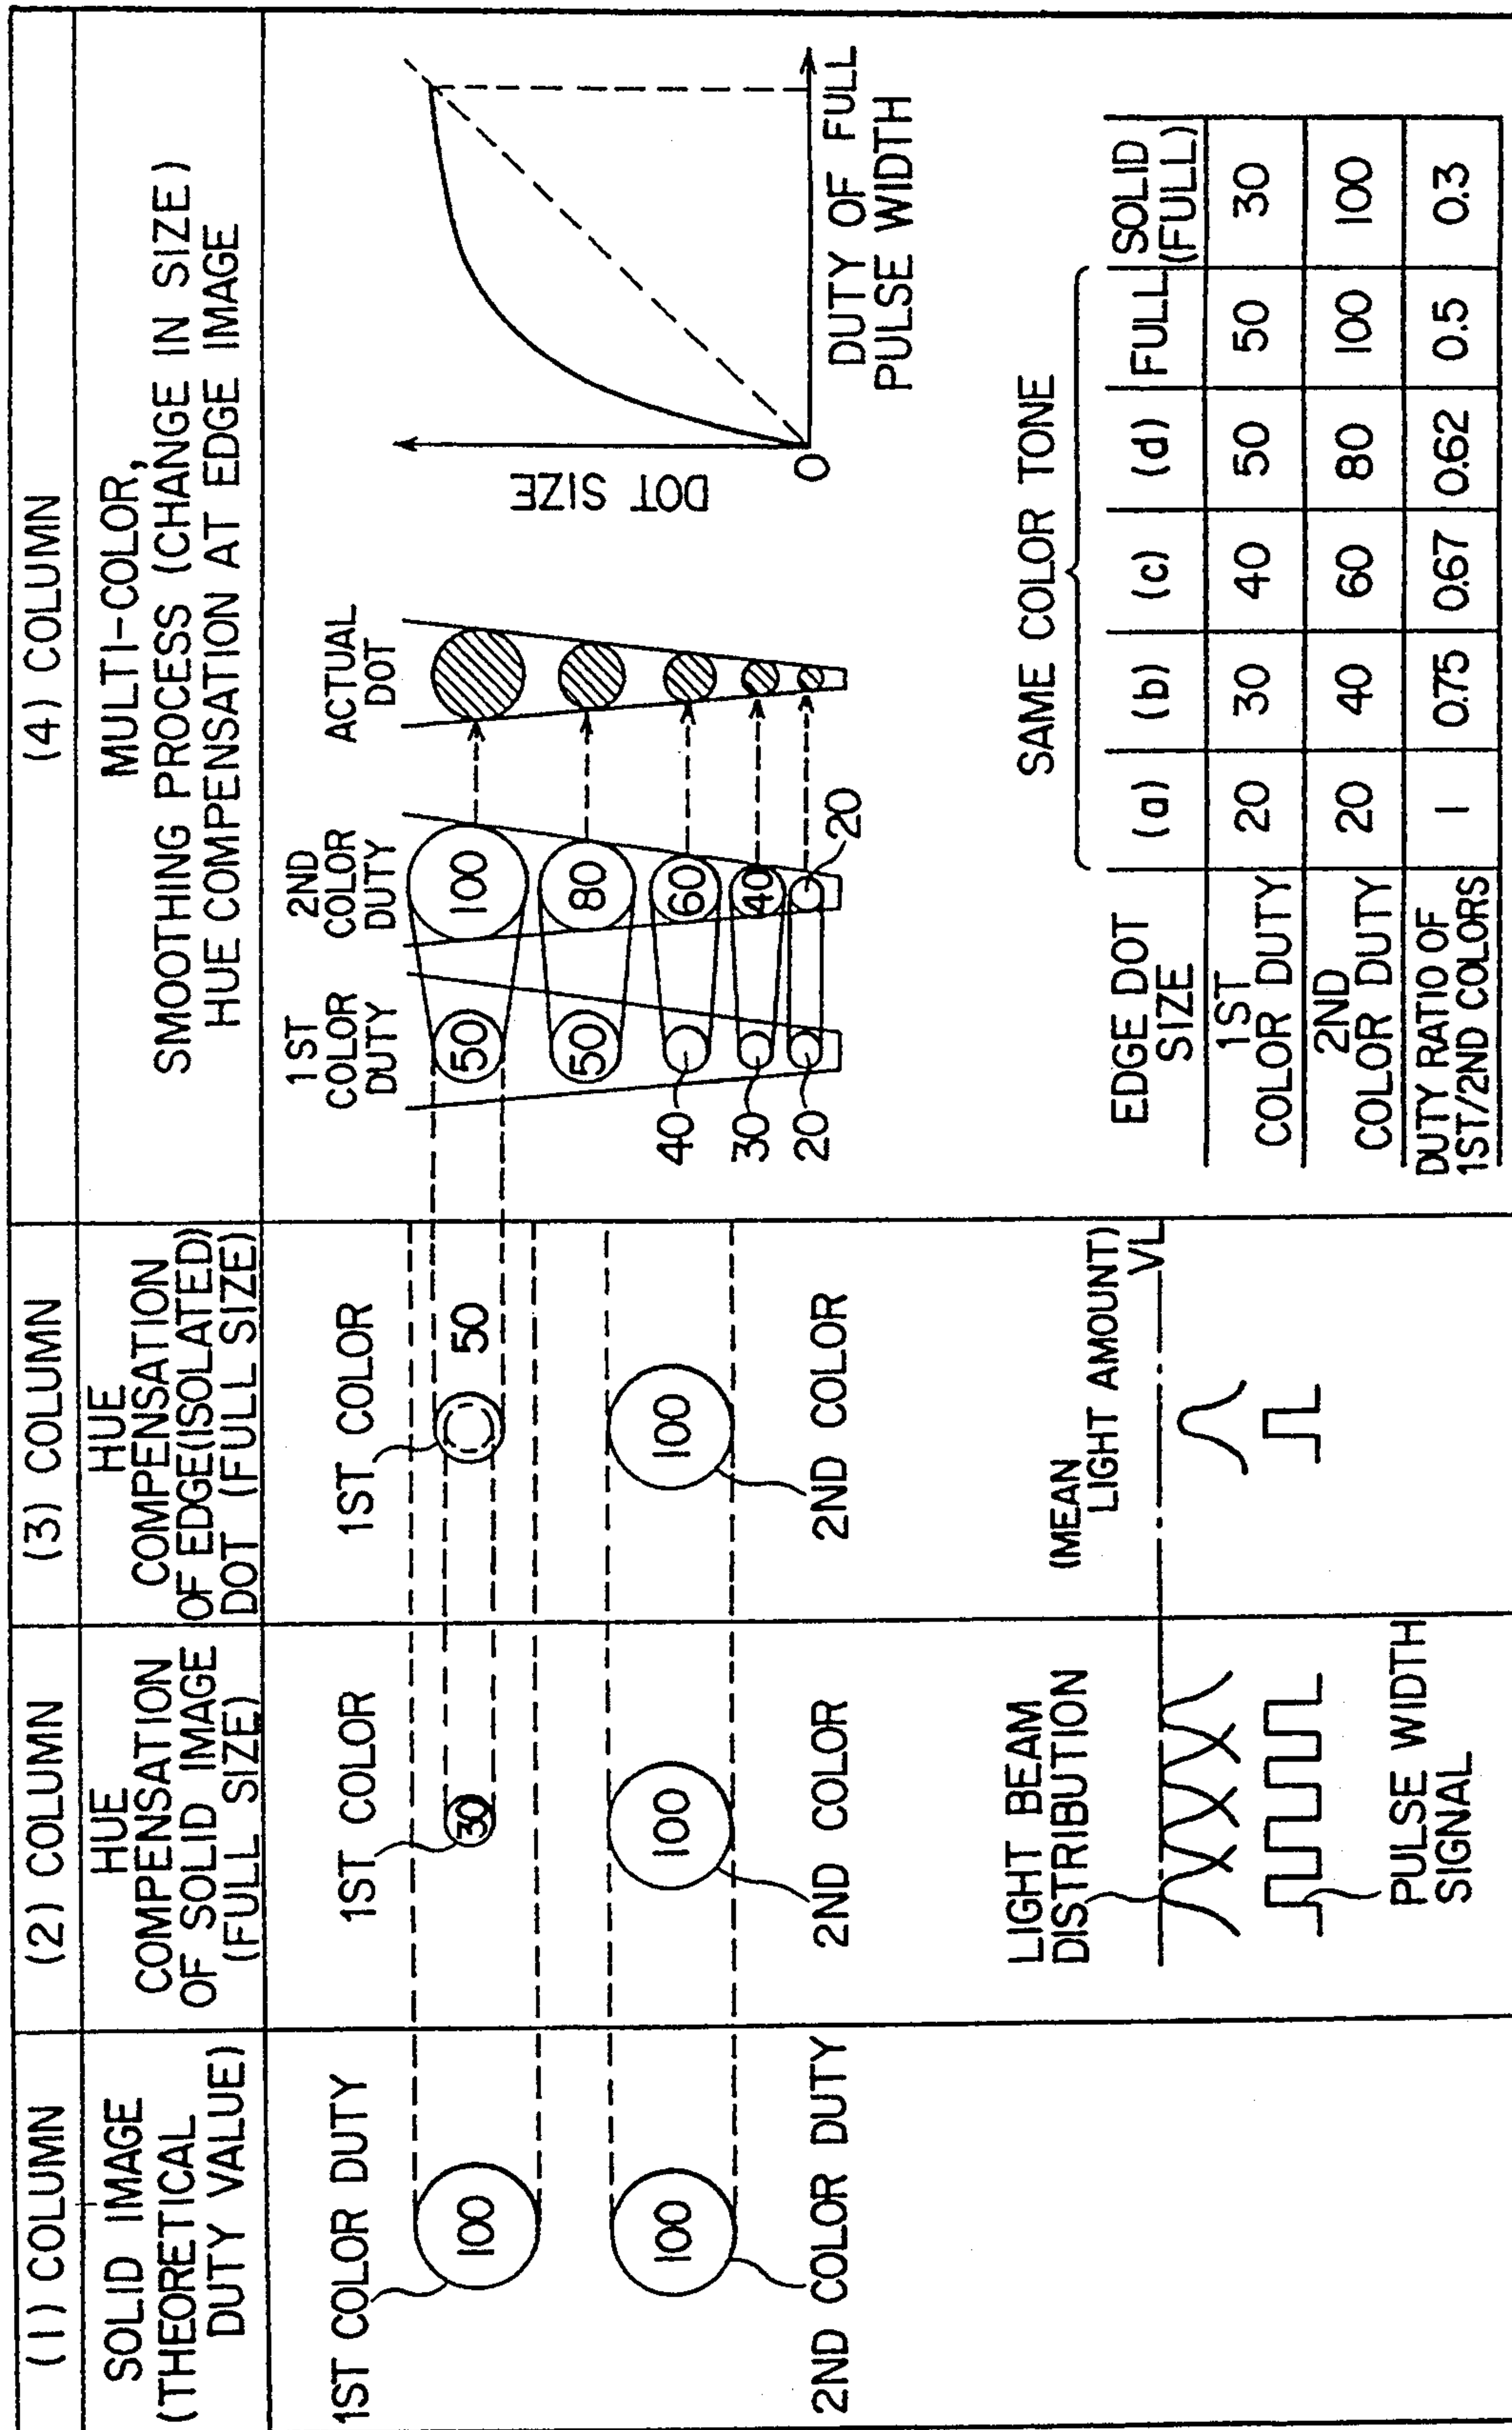 (1) COLUMN
SOLID IMAGE
(THEORETICAL
DUTY VALUE)
1ST COLOR DUTY
100
100
2ND COLOR DUTY
(2) COLUMN
HUE
COMPENSATION
OF SOLID IMAGE
(FULL SIZE)
1ST COLOR
30
100
2ND COLOR
LIGHT BEAM
DISTRIBUTION
PULSE WIDTH
SIGNAL
(3) COLUMN
HUE
COMPENSATION
OF EDGE(ISOLATED)
DOT (FULL SIZE)
1ST COLOR
50
100
2ND COLOR
(MEAN
LIGHT AMOUNT)
VL
(4) COLUMN
MULTI-COLOR,
SMOOTHING PROCESS (CHANGE IN SIZE)
HUE COMPENSATION AT EDGE IMAGE
1ST
COLOR
DUTY
2ND
COLOR
DUTY
ACTUAL
DOT
50 100
50 80
40 60
30 40
20 20
DOT SIZE
0
DUTY OF FULL
PULSE WIDTH
SAME COLOR TONE
EDGE DOT
SIZE
(a) (b) (c) (d) FULL SOLID
(FULL)
1ST
COLOR DUTY
20 30 40 50 50 30
2ND
COLOR DUTY
20 40 60 80 100 100
DUTY RATIO OF
1ST/2ND COLORS
1 0.75 0.67 0.62 0.5 0.3